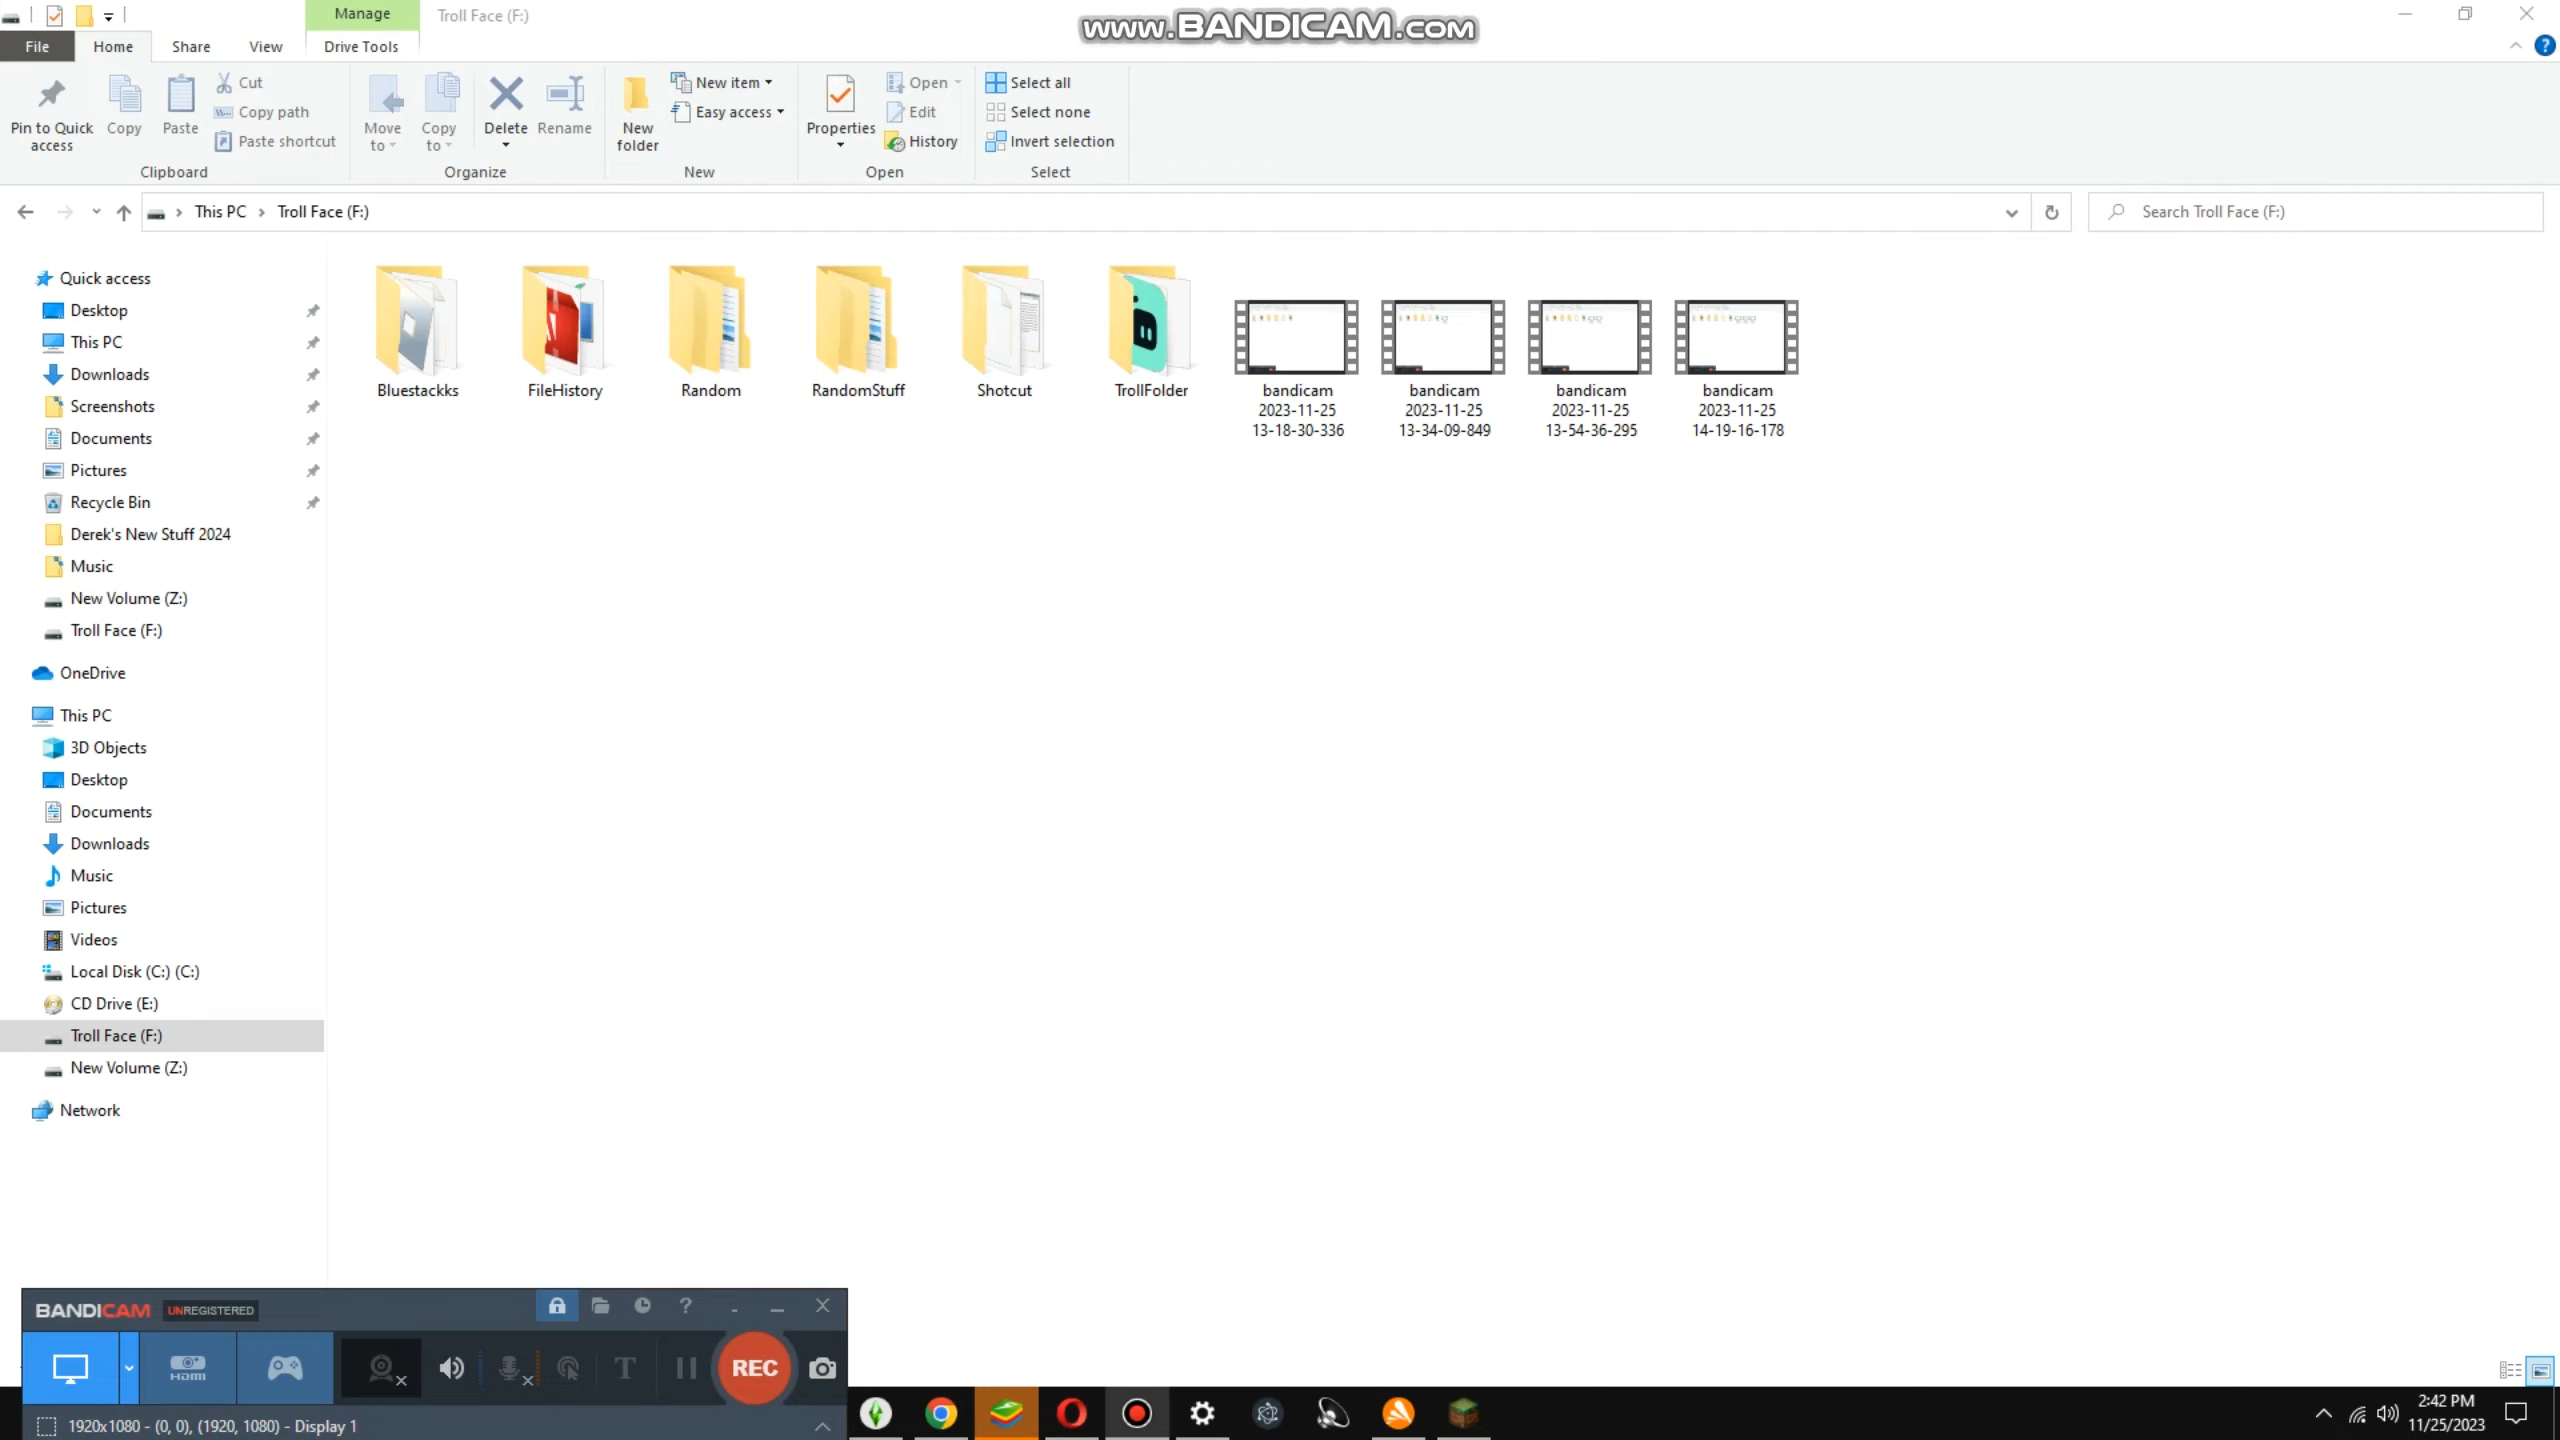 Manage
Troll Face (F:)
www.BANDICAM.com
File
Home
Share
View
Drive Tools
?
Pin to Quick access
Copy
Paste
Cut
Copy path
Paste shortcut
Move to
Copy to
Delete
Rename
New folder
New item
Easy access
Properties
Open
Edit
History
Select all
Select none
Invert selection
Clipboard
Organize
New
Open
Select
This PC
Troll Face (F:)
Search Troll Face (F:)
Quick access
Desktop
This PC
Downloads
Screenshots
Documents
Pictures
Recycle Bin
Derek's New Stuff 2024
Music
New Volume (Z:)
Troll Face (F:)
OneDrive
This PC
3D Objects
Desktop
Documents
Downloads
Music
Pictures
Videos
Local Disk (C:) (C:)
CD Drive (E:)
Troll Face (F:)
New Volume (Z:)
Network
Bluestackks
FileHistory
Random
RandomStuff
Shotcut
TrollFolder
bandicam
2023-11-25
13-18-30-336
bandicam
2023-11-25
13-34-09-849
bandicam
2023-11-25
13-54-36-295
bandicam
2023-11-25
14-19-16-178
BANDICAM UNREGISTERED
?
HDMI
T
REC
1920x1080 - (0, 0), (1920, 1080) - Display 1
2:42 PM
11/25/2023